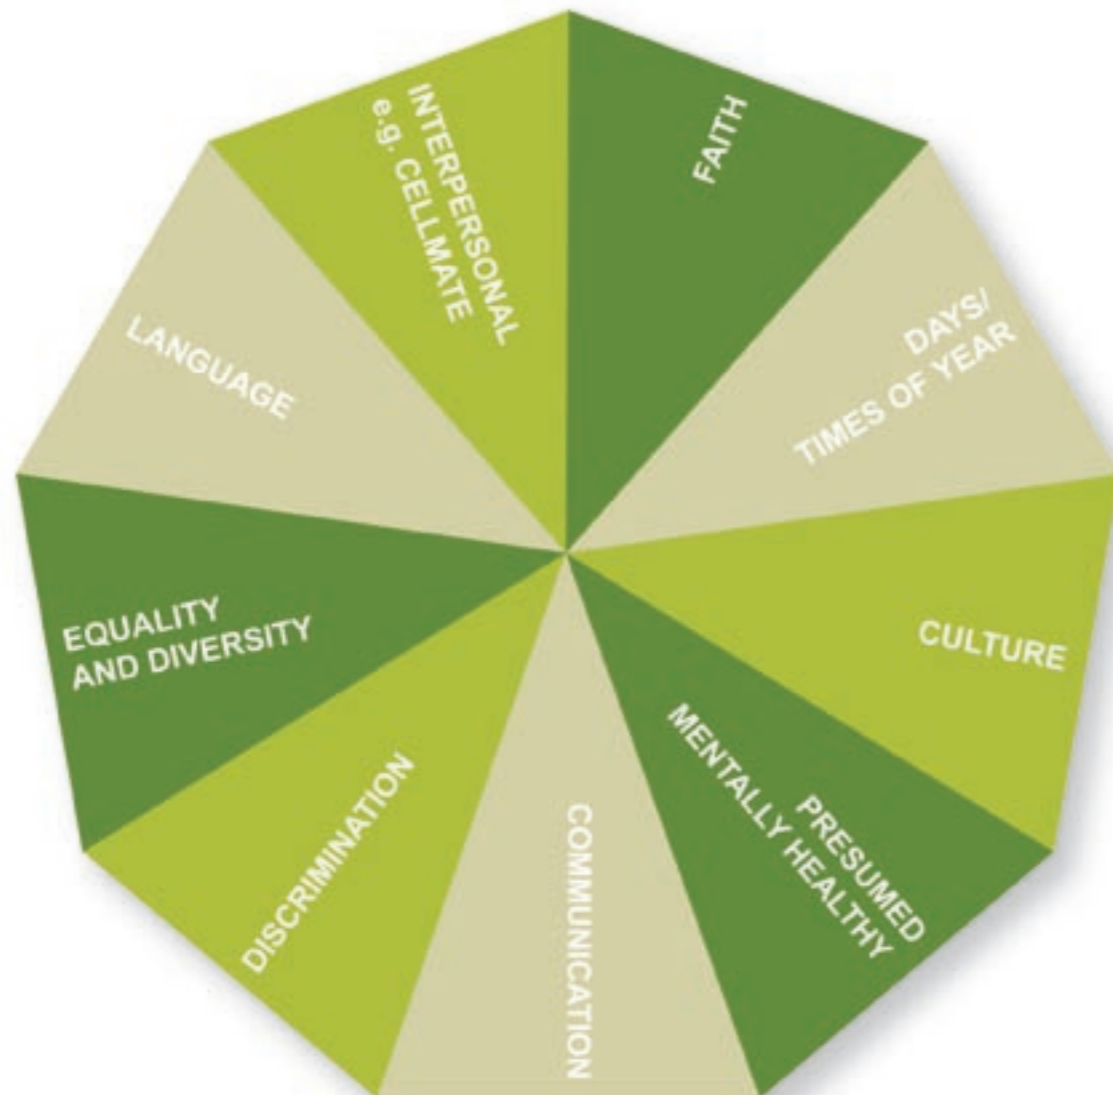 FAITH
DAYS/
TIMES OF YEAR
CULTURE
PRESUMED
MENTALLY HEALTHY
COMMUNICATION
DISCRIMINATION
EQUALITY
AND DIVERSITY
LANGUAGE
INTERPERSONAL
e.g. CELLMATE